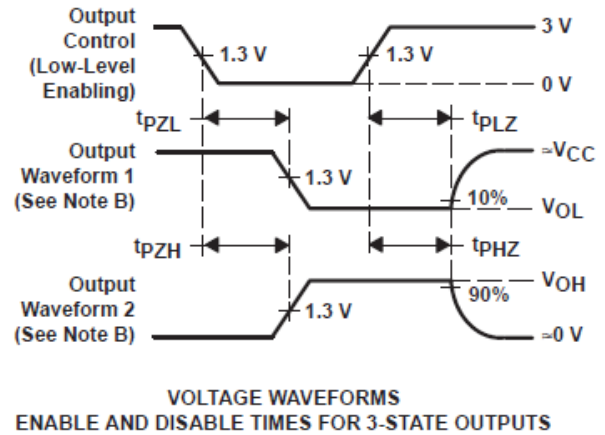 Output
Control
(Low-Level
Enabling)
1.3 V
1.3 V
3 V
0 V
tPZL
tPLZ
Output
Waveform 1
(See Note B)
1.3 V
≈VCC
10%
VOL
tPZH
tPHZ
Output
Waveform 2
(See Note B)
1.3 V
VOH
90%
≈0 V
VOLTAGE WAVEFORMS
ENABLE AND DISABLE TIMES FOR 3-STATE OUTPUTS